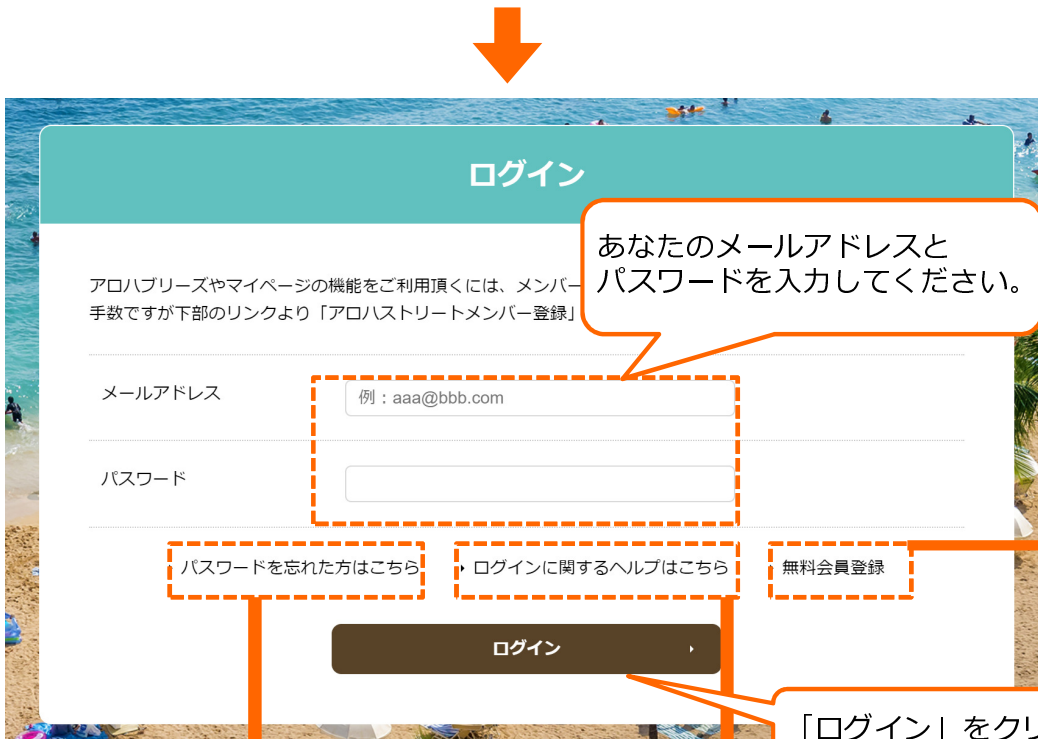 ログイン
あなたのメールアドレスと
パスワードを入力してください。
アロハブリーズやマイページの機能をご利用頂くには、メンバー
手数ですが下部のリンクより「アロハストリートメンバー登録」
メールアドレス
例：aaa@bbb.com
パスワード
パスワードを忘れた方はこちら
ログインに関するヘルプはこちら
無料会員登録
ログイン
「ログイン」をクリ